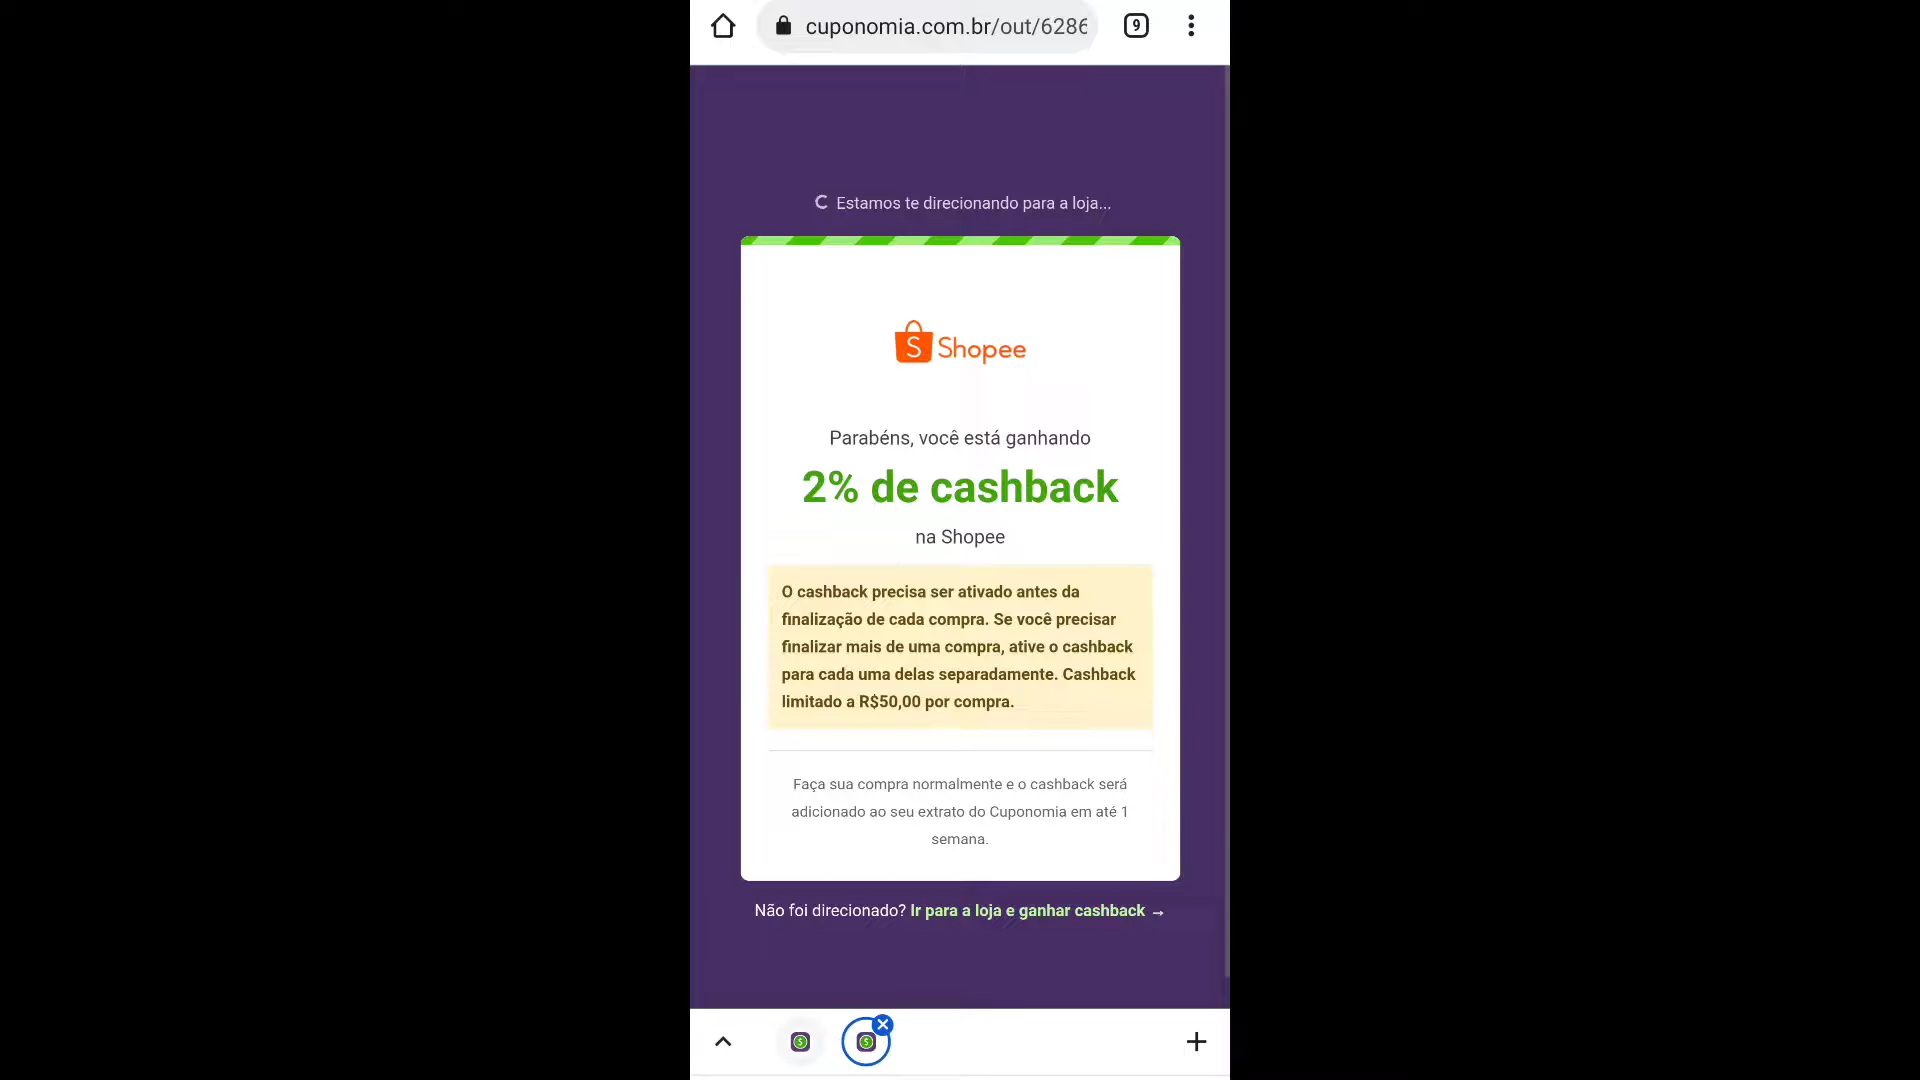 cuponomia.com.br/out/6286
9
Estamos te direcionando para a loja...
S Shopee
Parabéns, você está ganhando
2% de cashback
na Shopee
O cashback precisa ser ativado antes da
finalização de cada compra. Se você precisar
finalizar mais de uma compra, ative o cashback
para cada uma delas separadamente. Cashback
limitado a R$50,00 por compra.
Faça sua compra normalmente e o cashback será
adicionado ao seu extrato do Cuponomia em até 1
semana.
Não foi direcionado? Ir para a loja e ganhar cashback →